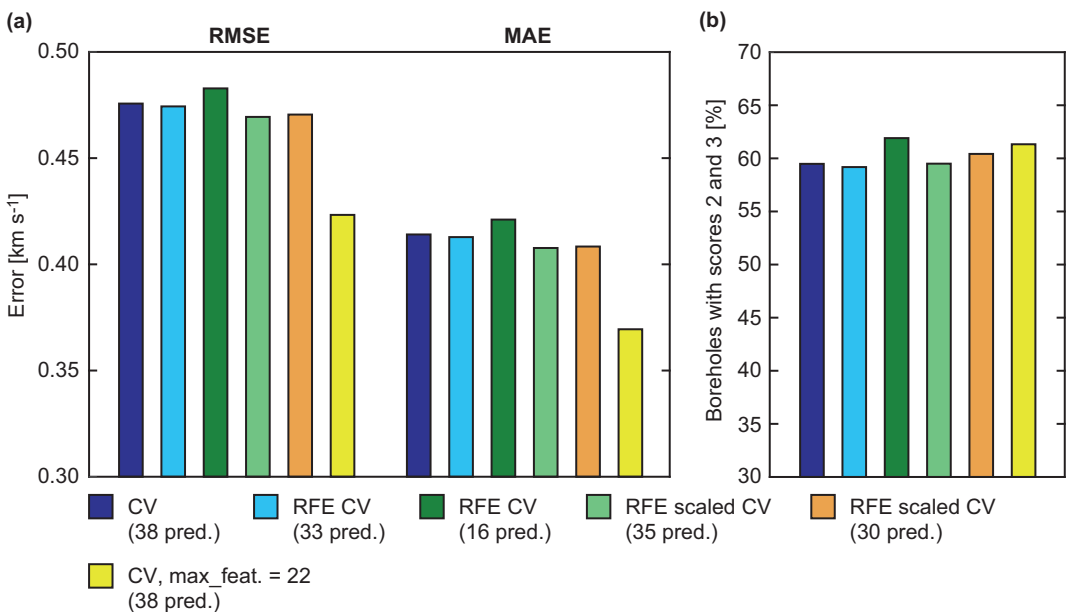 (a)
RMSE
MAE
0.50
0.45
0.40
0.35
0.30
Error [km s-1]
(b)
70
65
60
55
50
45
40
35
30
Boreholes with scores 2 and 3 [%]
CV
(38 pred.)
RFE CV
(33 pred.)
RFE CV
(16 pred.)
RFE scaled CV
(35 pred.)
RFE scaled CV
(30 pred.)
CV, max_feat. = 22
(38 pred.)